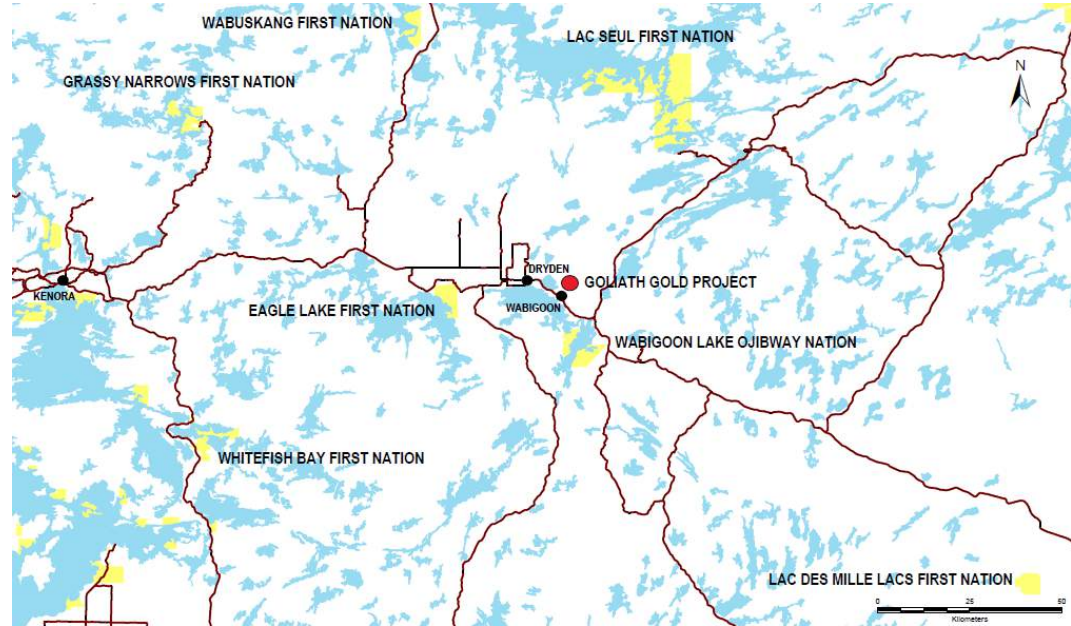 WABUSKANG FIRST NATION
LAC SEUL FIRST NATION
GRASSY NARROWS FIRST NATION
N
DRYDEN
GOLIATH GOLD PROJECT
KENORA
EAGLE LAKE FIRST NATION
WABIGOON
WABIGOON LAKE OJIBWAY NATION
WHITEFISH BAY FIRST NATION
LAC DES MILLE LACS FIRST NATION
0 25 50
Kilometers